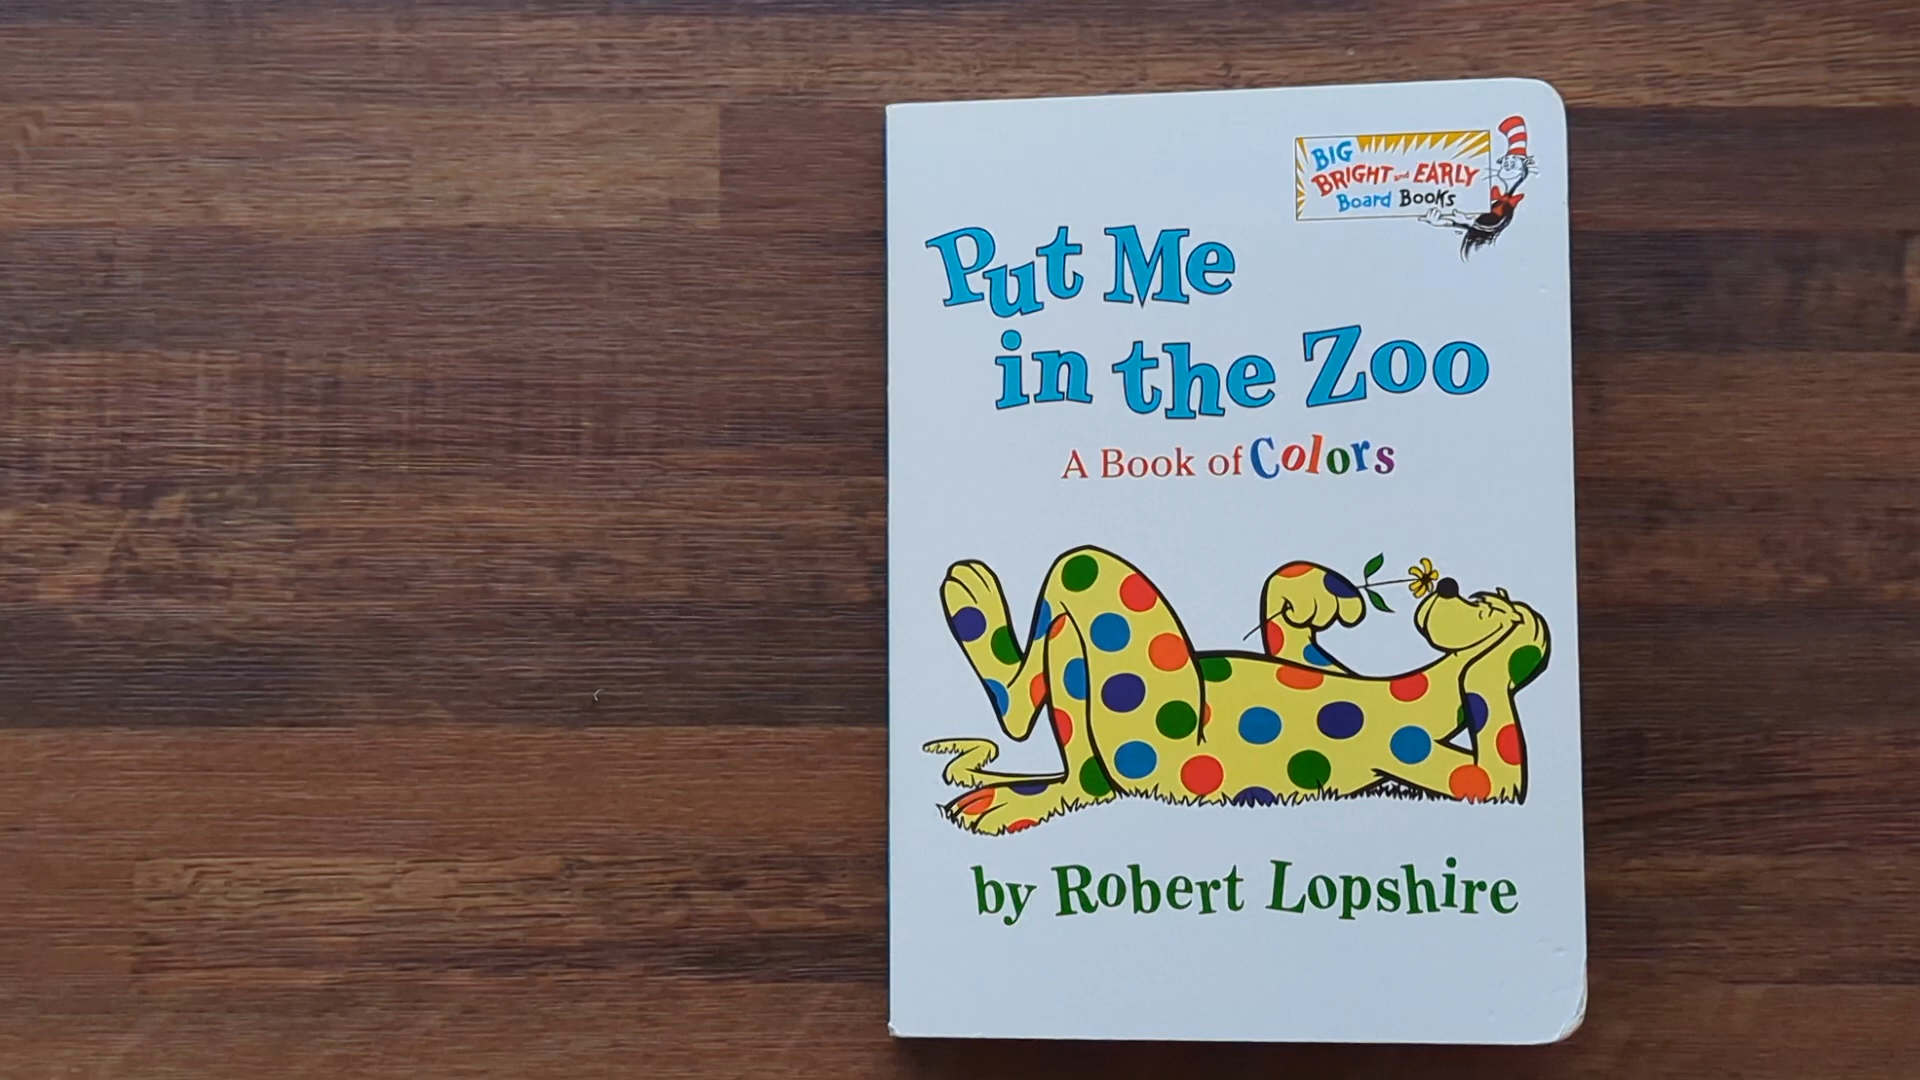 BIG
BRIGHT and EARLY
Board Books
Put Me
in the Zoo
A Book of Colors
by Robert Lopshire